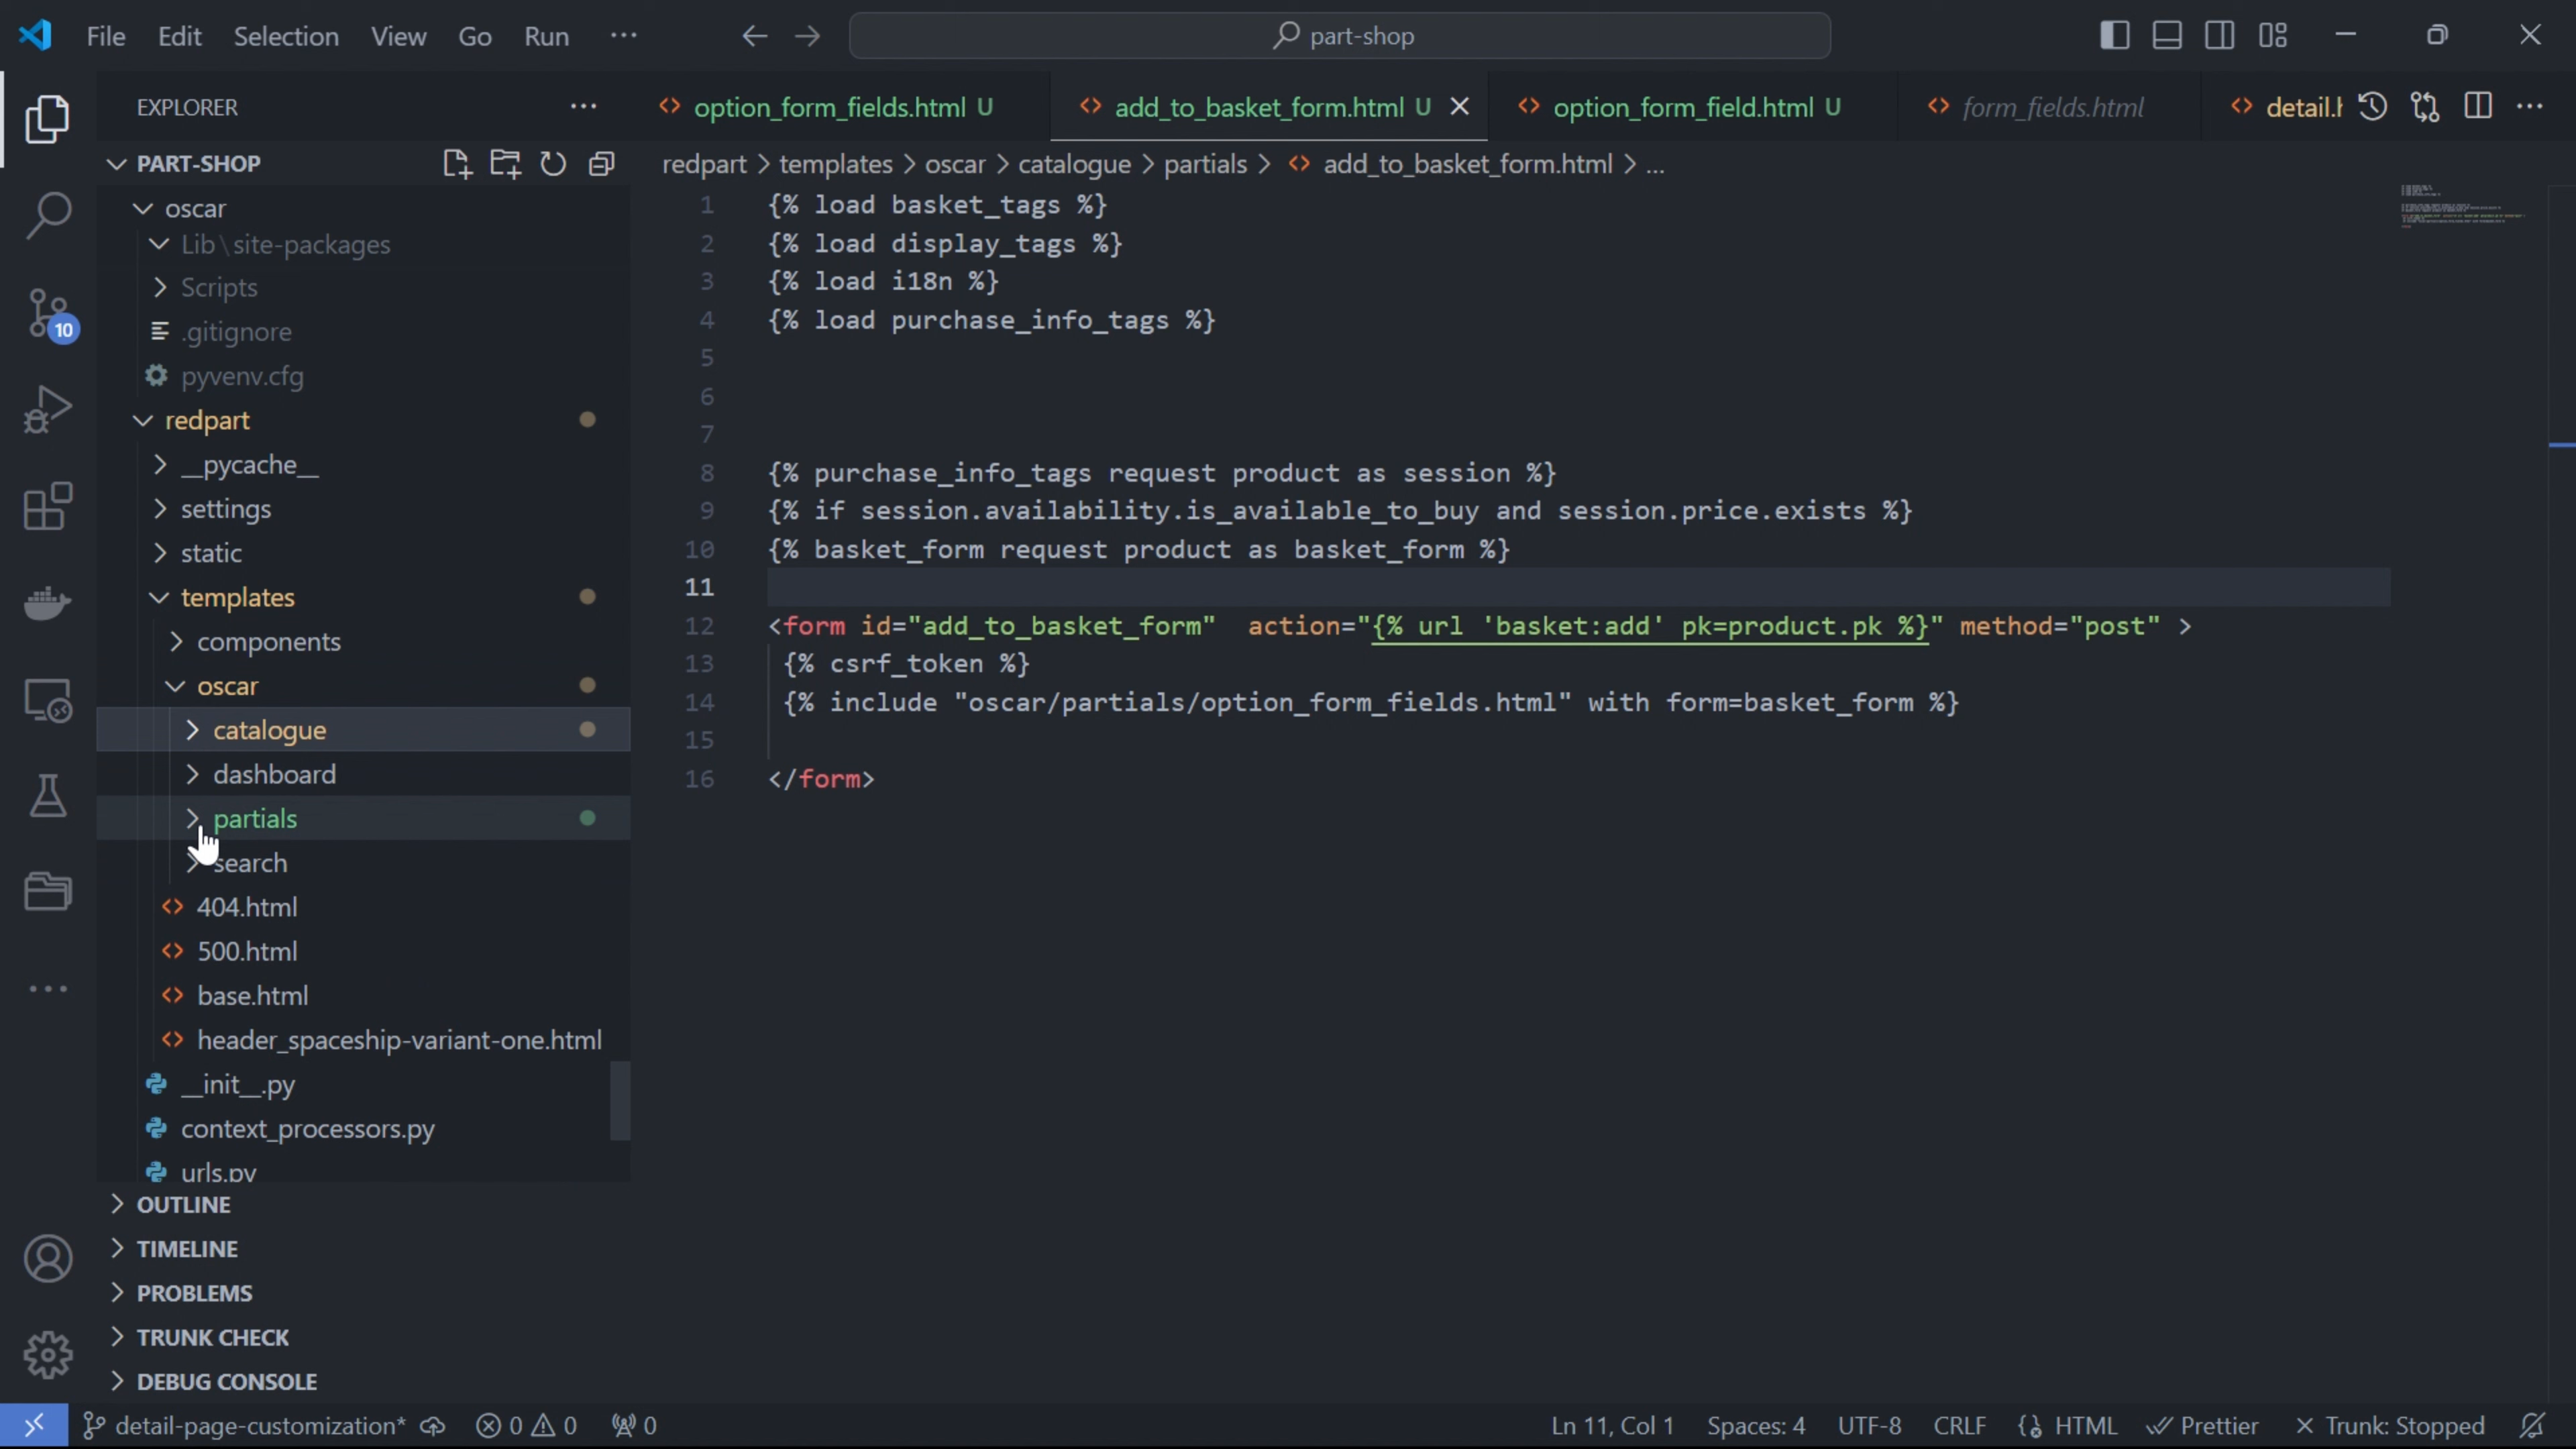 File Edit Selection View Go Run ··· part-shop
EXPLORER ···
PART-SHOP
oscar
Lib\site-packages
Scripts
.gitignore
pyvenv.cfg
redpart
__pycache__
settings
static
templates
components
oscar
catalogue
dashboard
partials
search
404.html
500.html
base.html
header_spaceship-variant-one.html
__init__.py
context_processors.py
urls.py
OUTLINE
TIMELINE
PROBLEMS
TRUNK CHECK
DEBUG CONSOLE
10
option_form_fields.html U add_to_basket_form.html U option_form_field.html U form_fields.html detail.h
redpart > templates > oscar > catalogue > partials > add_to_basket_form.html > ...
1 {% load basket_tags %}
2 {% load display_tags %}
3 {% load i18n %}
4 {% load purchase_info_tags %}
5
6
7
8 {% purchase_info_tags request product as session %}
9 {% if session.availability.is_available_to_buy and session.price.exists %}
10 {% basket_form request product as basket_form %}
11
12 <form id="add_to_basket_form" action="{% url 'basket:add' pk=product.pk %}" method="post" >
13 {% csrf_token %}
14 {% include "oscar/partials/option_form_fields.html" with form=basket_form %}
15
16 </form>
detail-page-customization* 0 0 0 Ln 11, Col 1 Spaces: 4 UTF-8 CRLF HTML Prettier Trunk: Stopped